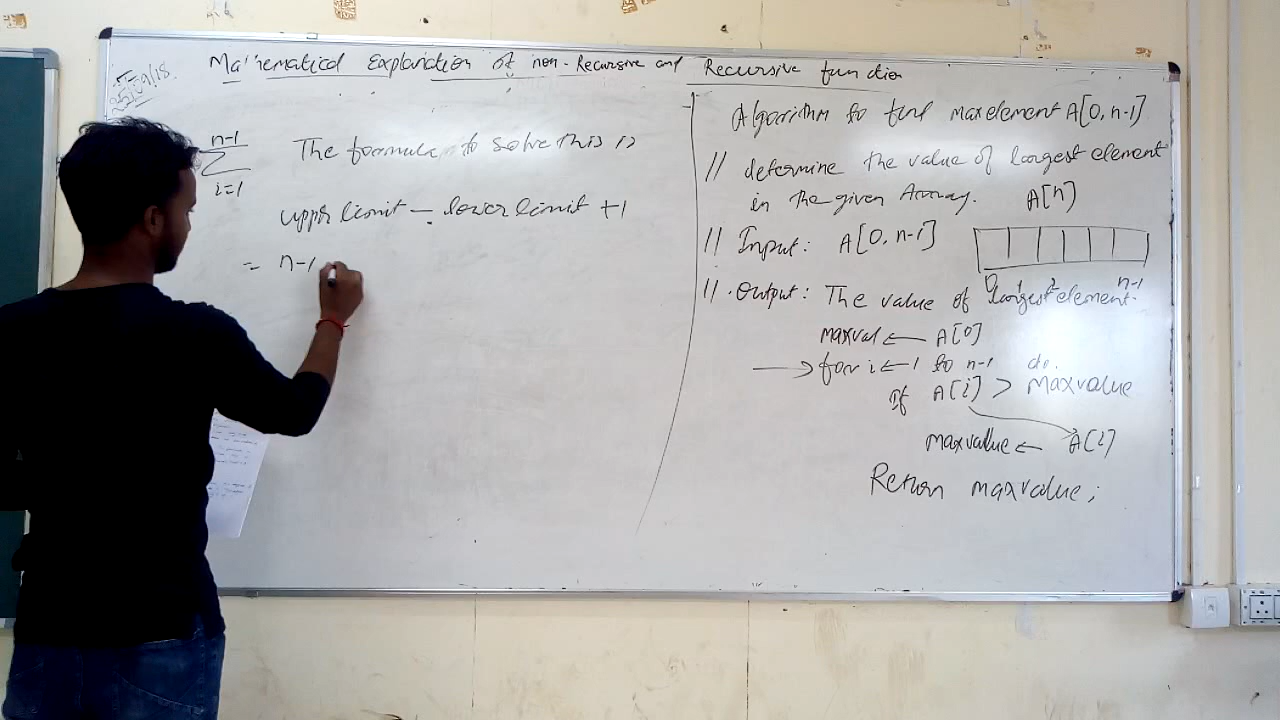 Mathematical Explanation of non-Recursive and Recursive function
25/09/18
n-1
Σ
i=1
The formula to solve this is
upper limit - lower limit +1
= n-1
Algorithm to find maxelement A[0, n-1]
// determine the value of largest element
in the given Array. A[n]
// Input: A[0, n-1]
0 1 2 n-1
// Output: The value of largest element.
maxval ← A[0]
→ for i ← 1 to n-1 do.
If A[i] > maxvalue
maxvalue ← A[i]
Return maxvalue;